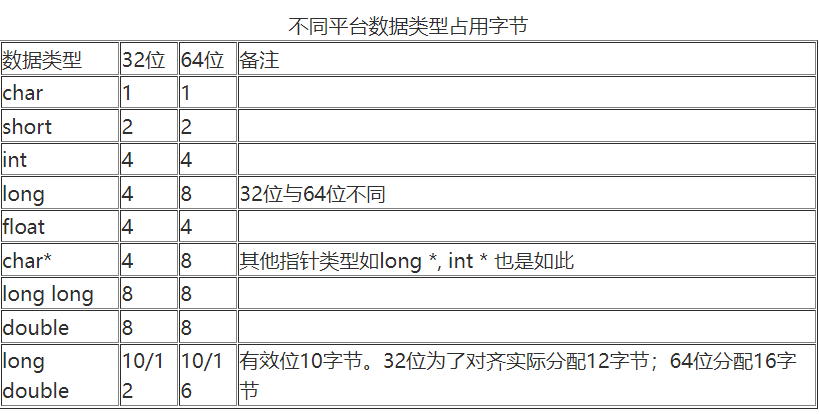 不同平台数据类型占用字节
数据类型 32位 64位 备注
char 1 1
short 2 2
int 4 4
long 4 8 32位与64位不同
float 4 4
char* 4 8 其他指针类型如long *, int * 也是如此
long long 8 8
double 8 8
long 10/1 10/1 有效位10字节。32位为了对齐实际分配12字节；64位分配16字
double 2 6 节